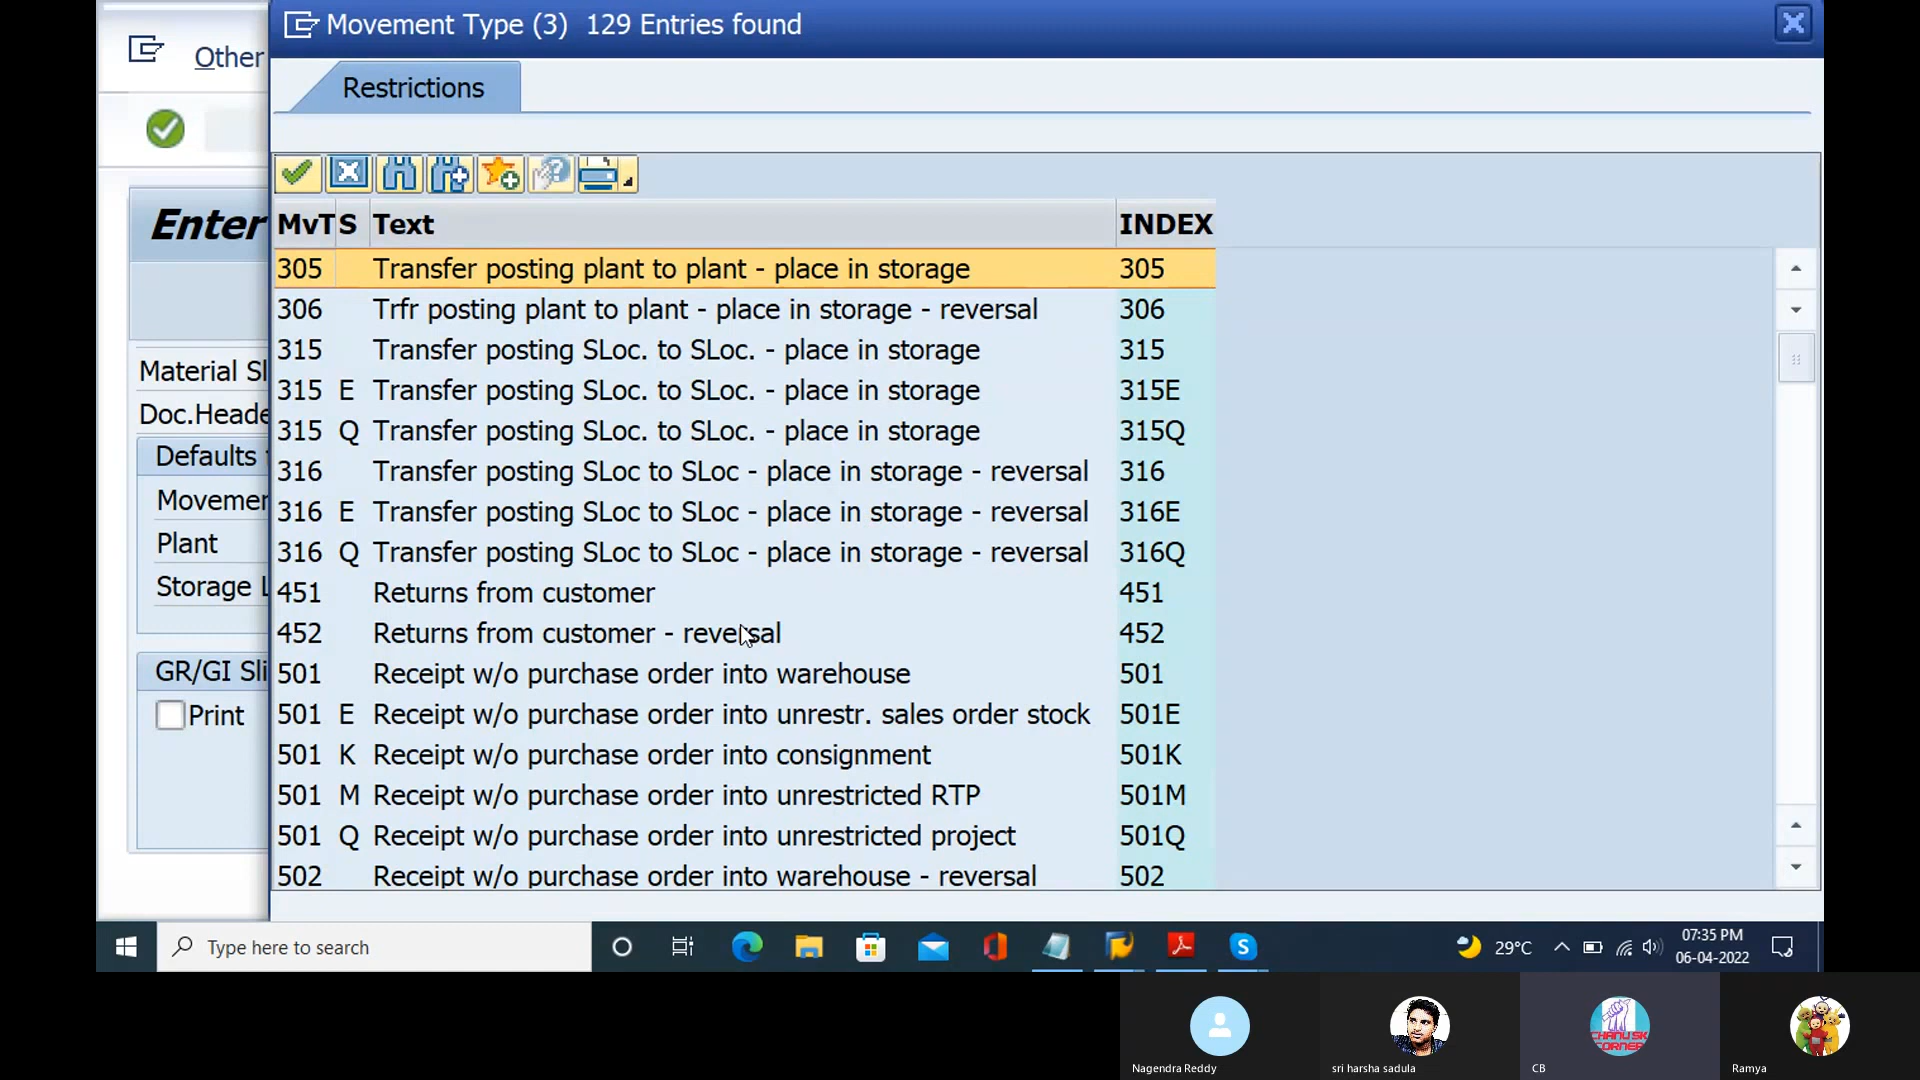 Movement Type (3) 129 Entries found
Other
Restrictions
Enter
MvT S Text INDEX
305 Transfer posting plant to plant - place in storage 305
306 Trfr posting plant to plant - place in storage - reversal 306
315 Transfer posting SLoc. to SLoc. - place in storage 315
315 E Transfer posting SLoc. to SLoc. - place in storage 315E
315 Q Transfer posting SLoc. to SLoc. - place in storage 315Q
316 Transfer posting SLoc to SLoc - place in storage - reversal 316
316 E Transfer posting SLoc to SLoc - place in storage - reversal 316E
316 Q Transfer posting SLoc to SLoc - place in storage - reversal 316Q
451 Returns from customer 451
452 Returns from customer - reversal 452
501 Receipt w/o purchase order into warehouse 501
501 E Receipt w/o purchase order into unrestr. sales order stock 501E
501 K Receipt w/o purchase order into consignment 501K
501 M Receipt w/o purchase order into unrestricted RTP 501M
501 Q Receipt w/o purchase order into unrestricted project 501Q
502 Receipt w/o purchase order into warehouse - reversal 502
Material Sl
Doc.Heade
Defaults
Movemen
Plant
Storage L
GR/GI Sli
Print
Type here to search
29°C
07:35 PM
06-04-2022
CHANU SK
CORNER
Nagendra Reddy
sri harsha sadula
CB
Ramya